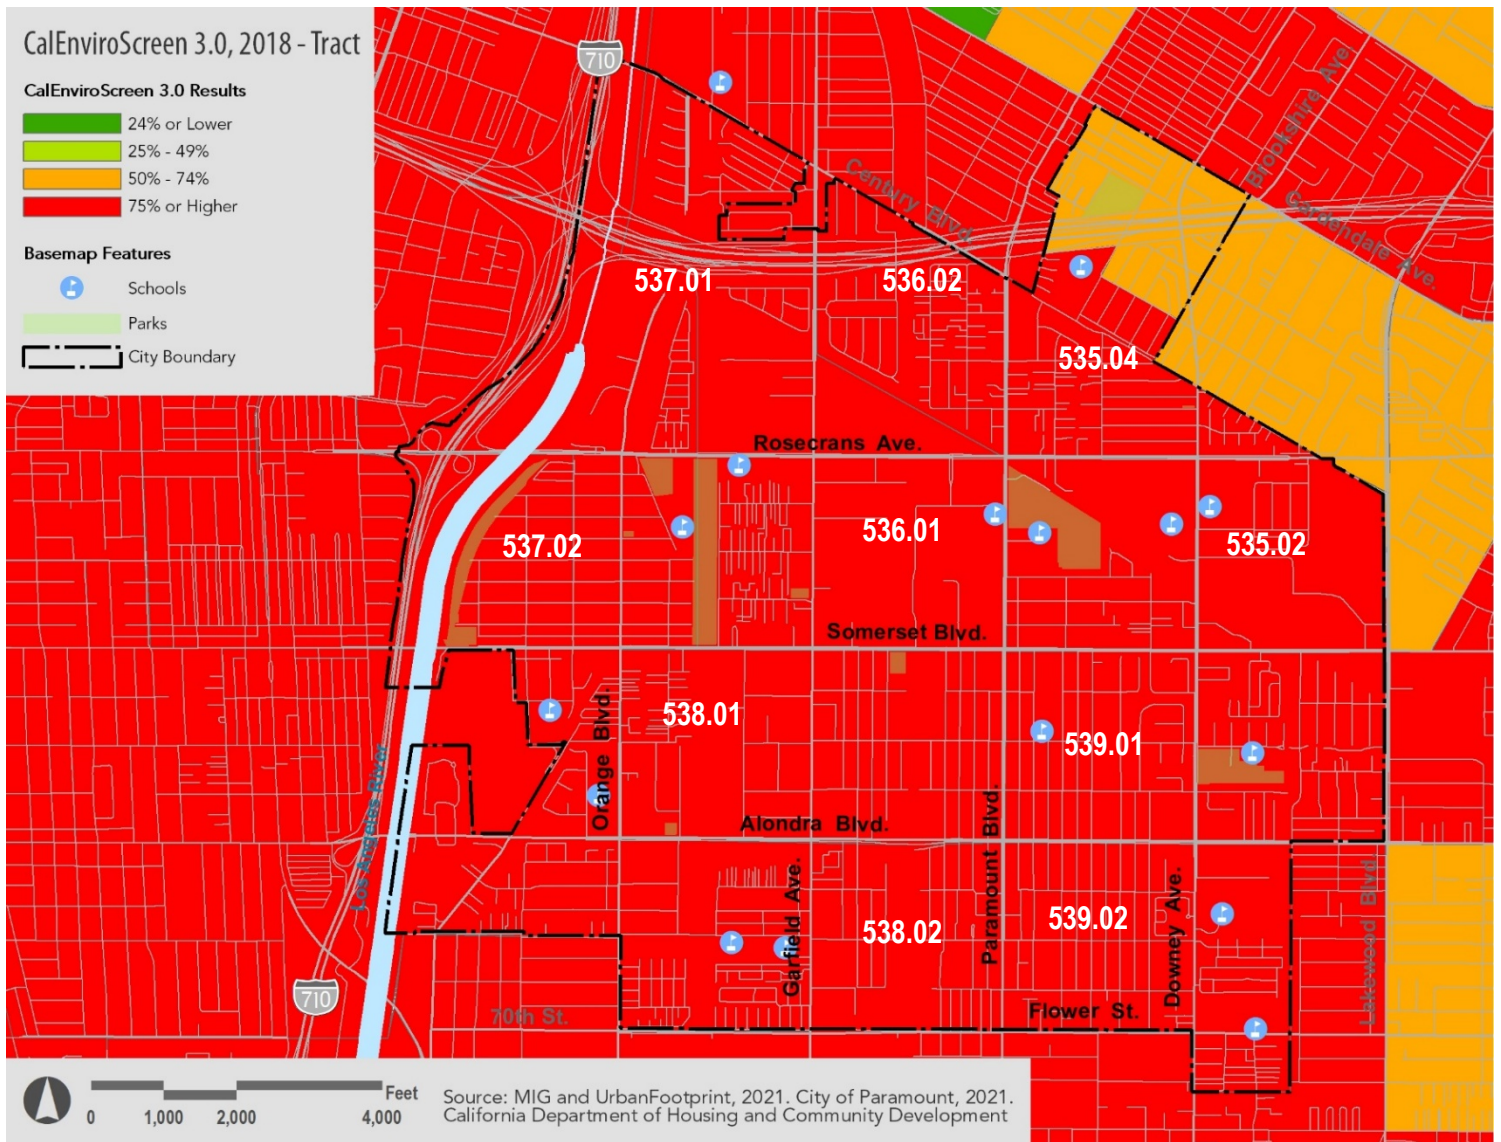 CalEnviroScreen 3.0, 2018 - Tract
CalEnviroScreen 3.0 Results
24% or Lower
25% - 49%
50% - 74%
75% or Higher
Basemap Features
Schools
Parks
City Boundary
710
Brookshire Ave.
Century Blvd.
Gardendale Ave.
537.01
536.02
535.04
Rosecrans Ave.
537.02
536.01
535.02
Somerset Blvd.
538.01
539.01
Orange Blvd.
Los Angeles River
Alondra Blvd.
Paramount Blvd.
Garfield Ave.
Downey Ave.
Lakewood Blvd.
538.02
539.02
710
70th St.
Flower St.
Feet
0 1,000 2,000 4,000
Source: MIG and UrbanFootprint, 2021. City of Paramount, 2021.
California Department of Housing and Community Development